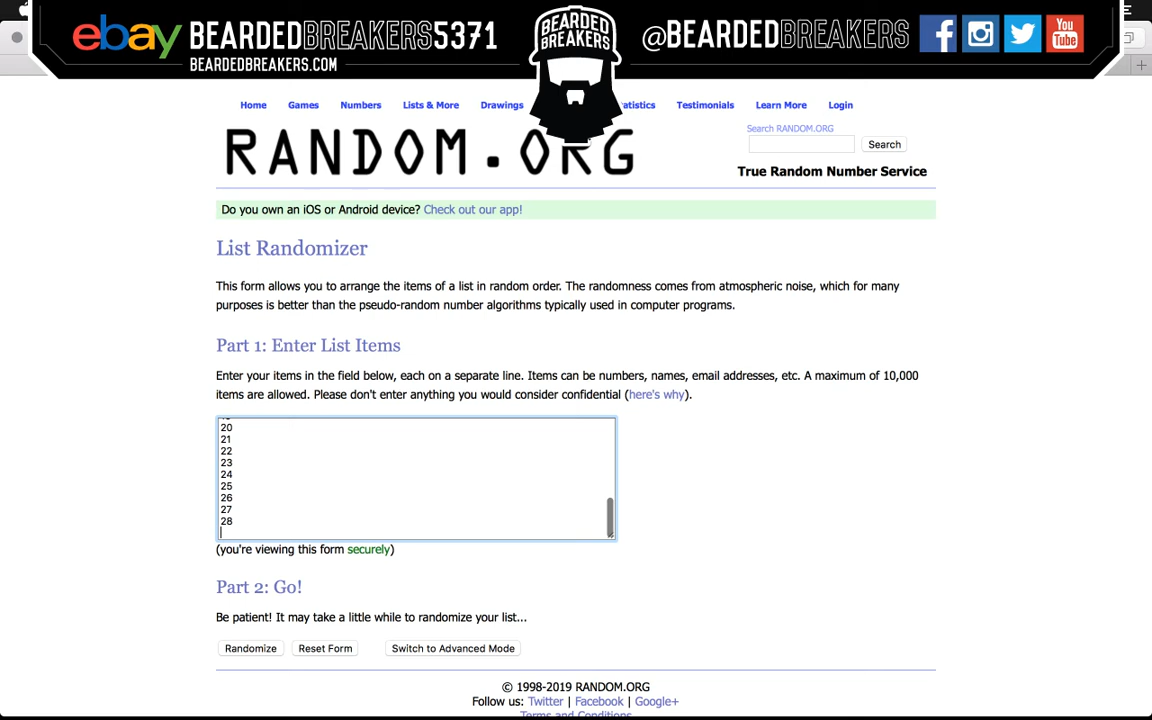 ebay BEARDEDBREAKERS5371 BEARDED BREAKERS @BEARDEDBREAKERS f You Tube
BEARDEDBREAKERS.COM
Home Games Numbers Lists & More Drawings tatistics Testimonials Learn More Login
Search RANDOM.ORG
RANDOM.ORG
Search
True Random Number Service
Do you own an iOS or Android device? Check out our app!
List Randomizer
This form allows you to arrange the items of a list in random order. The randomness comes from atmospheric noise, which for many
purposes is better than the pseudo-random number algorithms typically used in computer programs.
Part 1: Enter List Items
Enter your items in the field below, each on a separate line. Items can be numbers, names, email addresses, etc. A maximum of 10,000
items are allowed. Please don't enter anything you would consider confidential (here's why).
20
21
22
23
24
25
26
27
28
(you're viewing this form securely)
Part 2: Go!
Be patient! It may take a little while to randomize your list...
Randomize Reset Form Switch to Advanced Mode
© 1998-2019 RANDOM.ORG
Follow us: Twitter | Facebook | Google+
Terms and Conditions